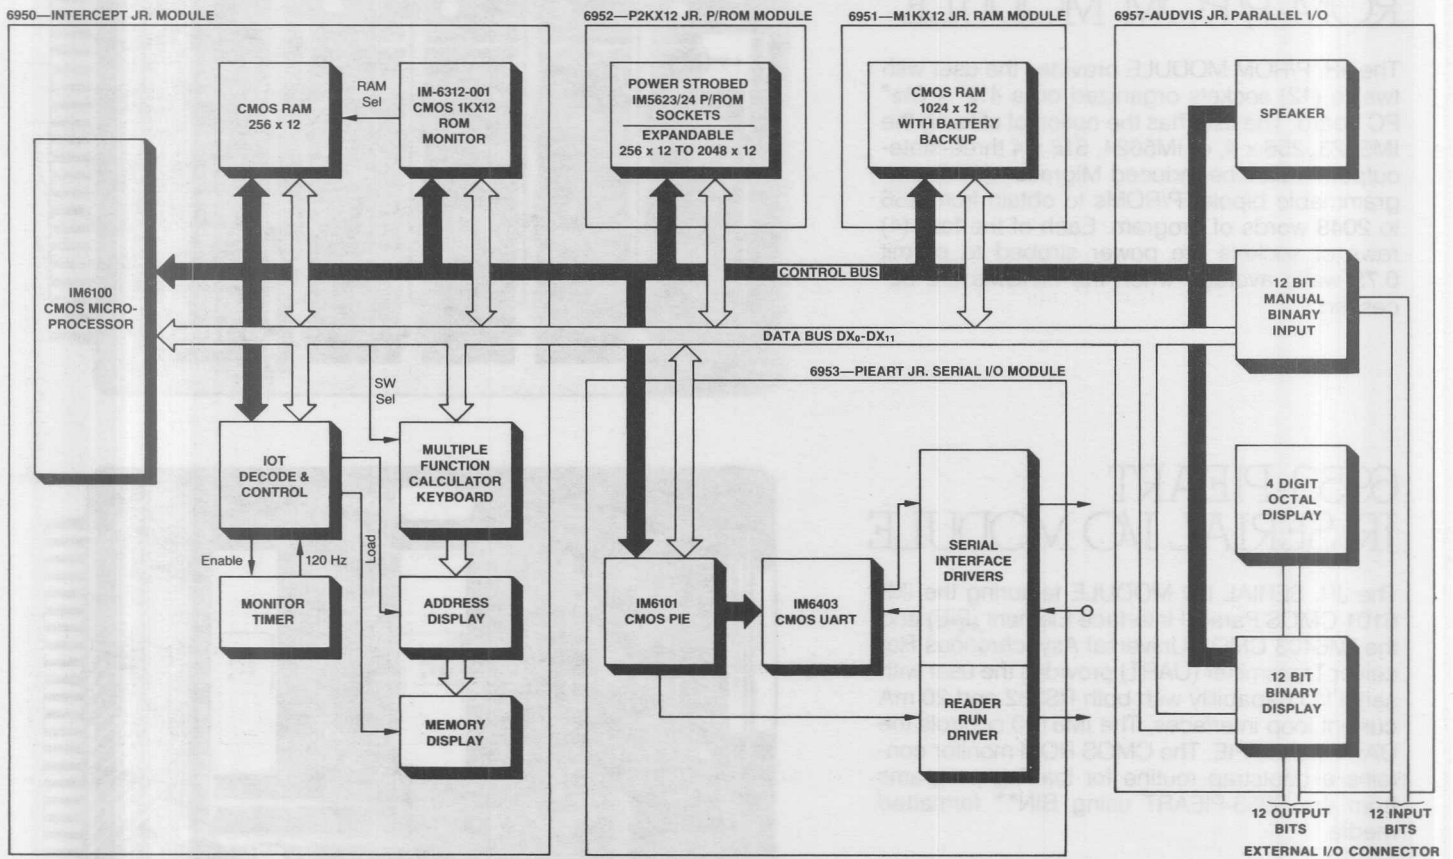 6950—INTERCEPT JR. MODULE
6952—P2KX12 JR. P/ROM MODULE
6951—M1KX12 JR. RAM MODULE
6957-AUDVIS JR. PARALLEL I/O
CMOS RAM
256 x 12
RAM
Sel
IM-6312-001
CMOS 1KX12
ROM
MONITOR
POWER STROBED
IM5623/24 P/ROM
SOCKETS
EXPANDABLE
256 x 12 TO 2048 x 12
CMOS RAM
1024 x 12
WITH BATTERY
BACKUP
SPEAKER
IM6100
CMOS MICRO-
PROCESSOR
CONTROL BUS
12 BIT
MANUAL
BINARY
INPUT
DATA BUS DX₀-DX₁₁
6953—PIEART JR. SERIAL I/O MODULE
SW
Sel
IOT
DECODE &
CONTROL
MULTIPLE
FUNCTION
CALCULATOR
KEYBOARD
4 DIGIT
OCTAL
DISPLAY
Enable
120 Hz
Load
SERIAL
INTERFACE
DRIVERS
MONITOR
TIMER
ADDRESS
DISPLAY
IM6101
CMOS PIE
IM6403
CMOS UART
12 BIT
BINARY
DISPLAY
MEMORY
DISPLAY
READER
RUN
DRIVER
12 OUTPUT
BITS
12 INPUT
BITS
EXTERNAL I/O CONNECTOR